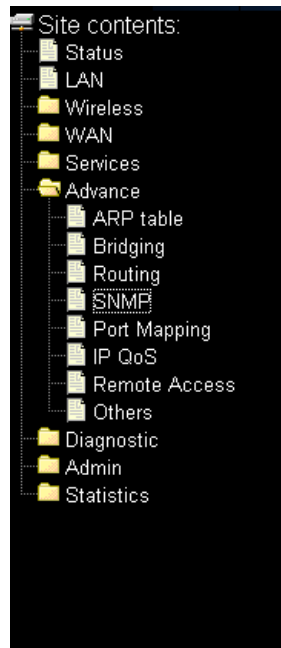 Site contents:
Status
LAN
Wireless
WAN
Services
Advance
ARP table
Bridging
Routing
SNMP
Port Mapping
IP QoS
Remote Access
Others
Diagnostic
Admin
Statistics